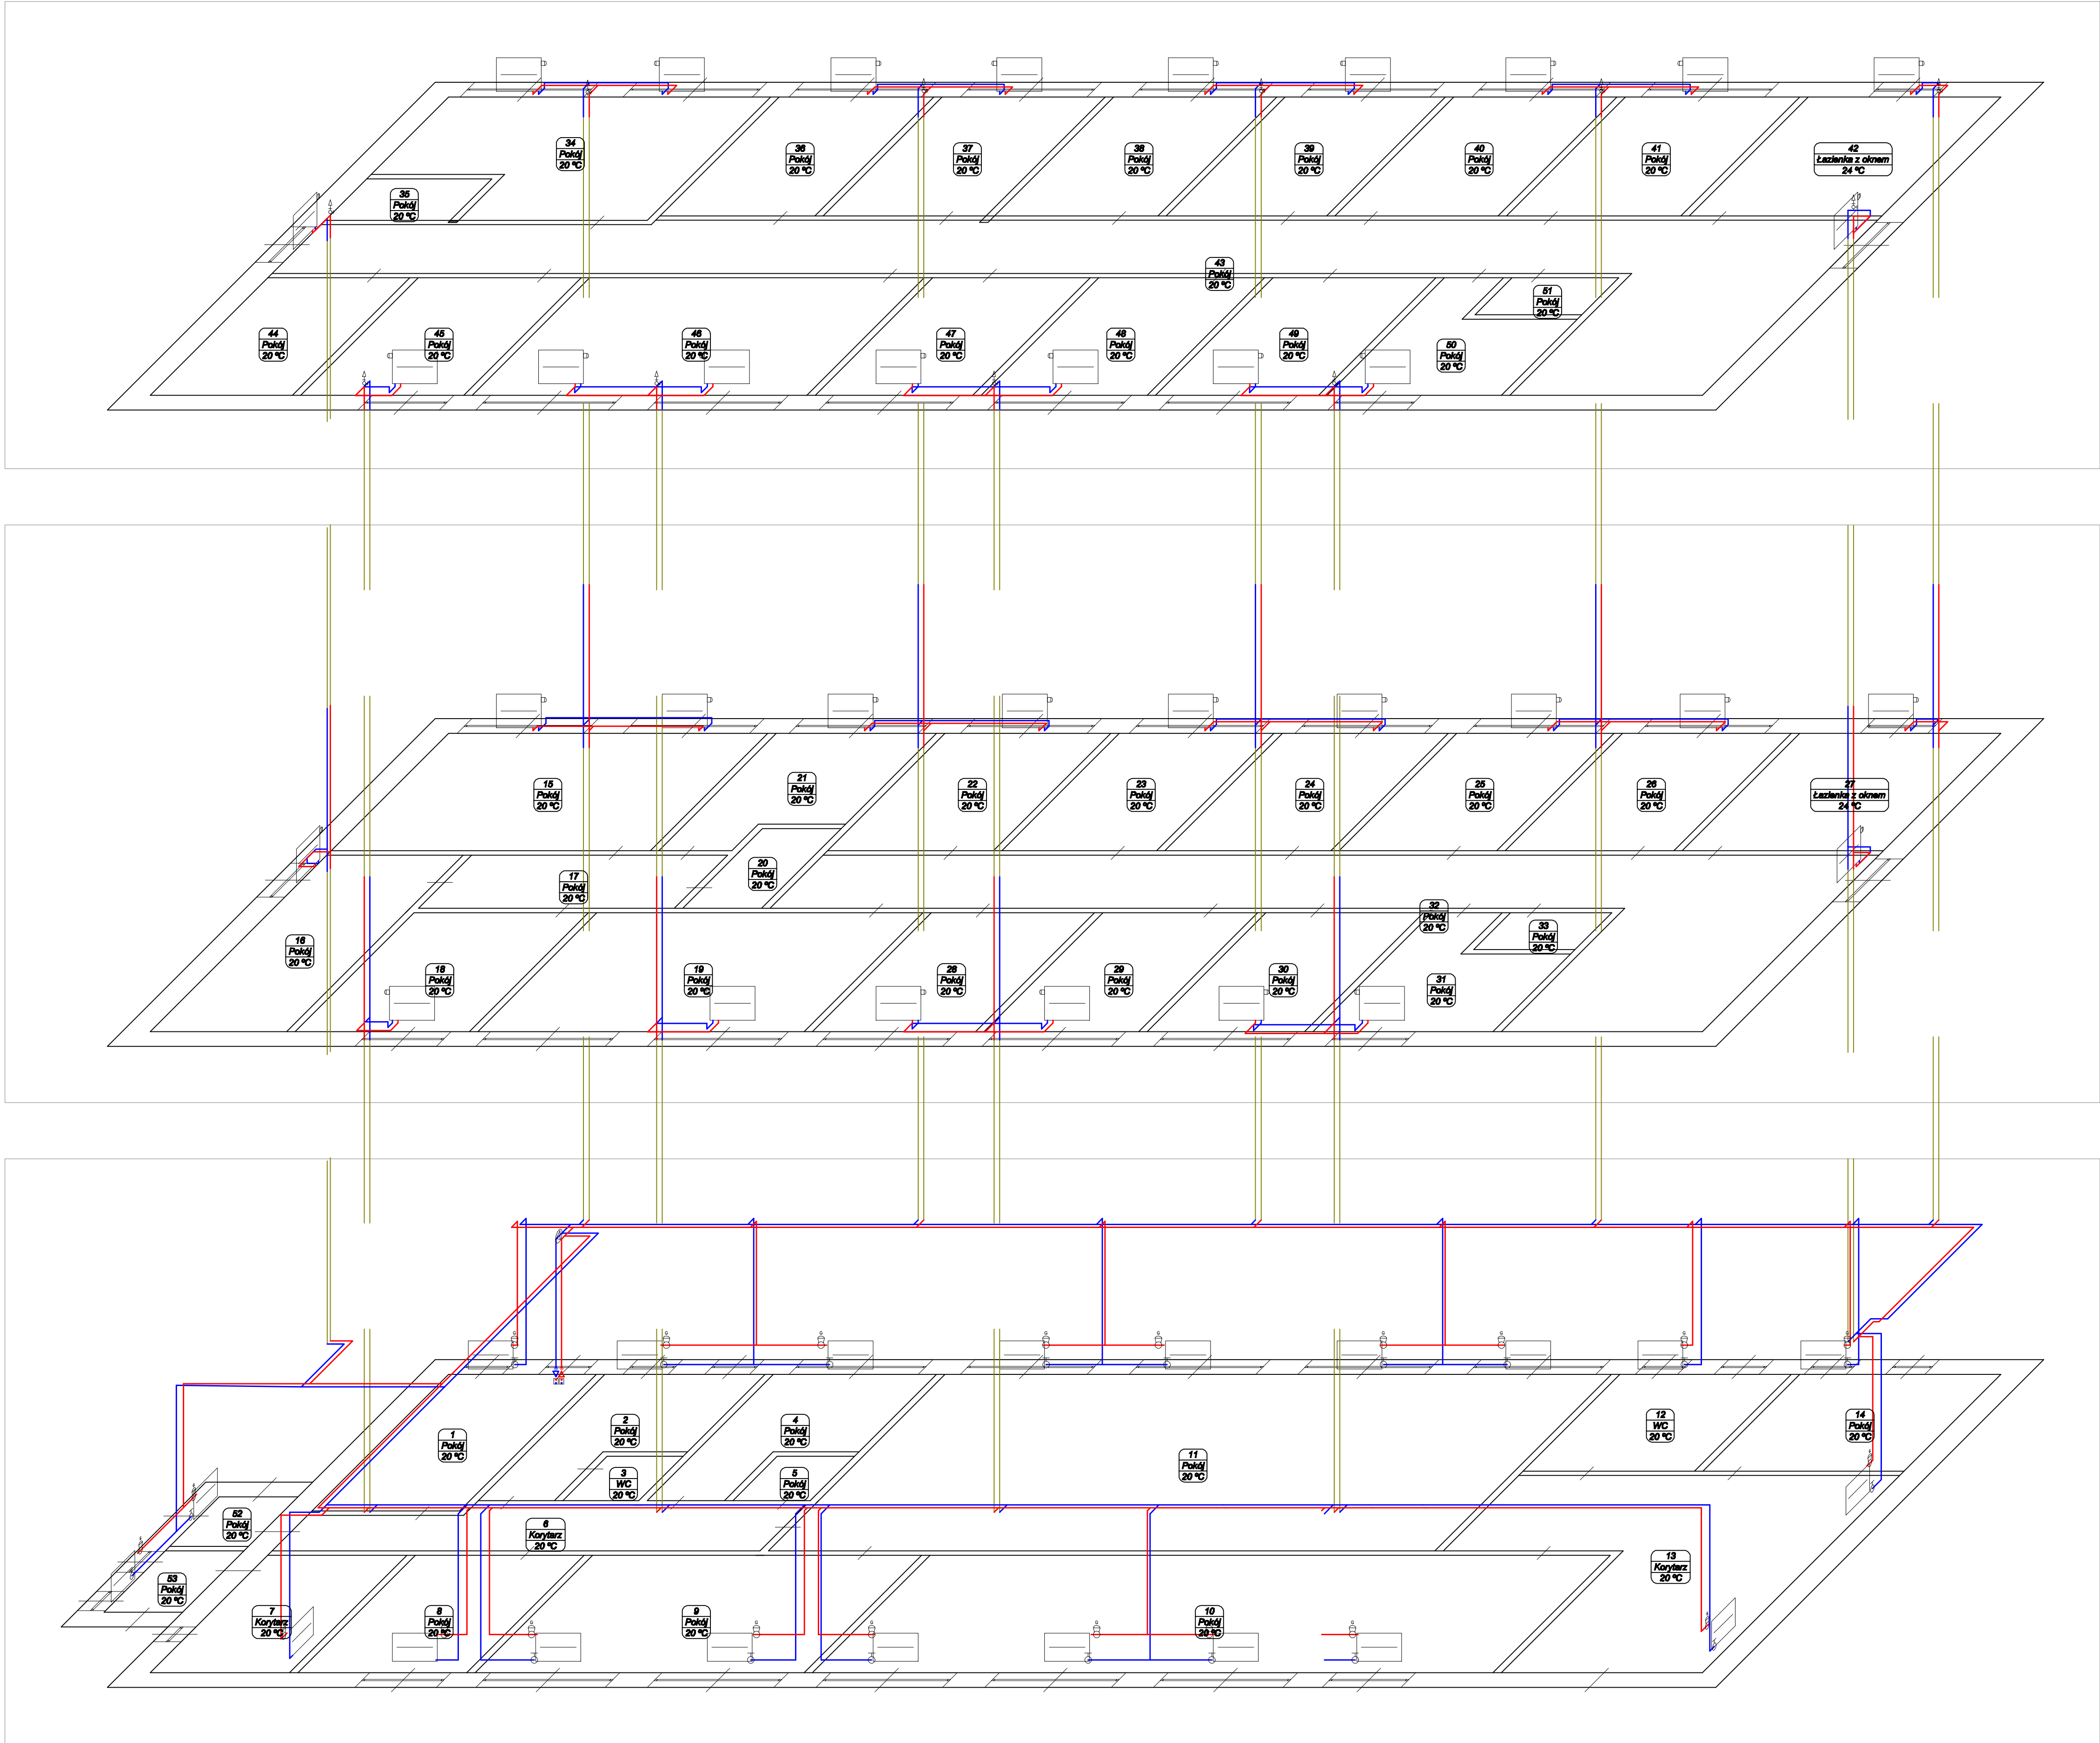 34
Pokój
20 °C
36
Pokój
20 °C
37
Pokój
20 °C
38
Pokój
20 °C
39
Pokój
20 °C
40
Pokój
20 °C
41
Pokój
20 °C
42
Łazienka z oknem
24 °C
35
Pokój
20 °C
43
Pokój
20 °C
51
Pokój
20 °C
44
Pokój
20 °C
45
Pokój
20 °C
46
Pokój
20 °C
47
Pokój
20 °C
48
Pokój
20 °C
49
Pokój
20 °C
50
Pokój
20 °C
15
Pokój
20 °C
21
Pokój
20 °C
22
Pokój
20 °C
23
Pokój
20 °C
24
Pokój
20 °C
25
Pokój
20 °C
26
Pokój
20 °C
27
Łazienka z oknem
24 °C
20
Pokój
20 °C
17
Pokój
20 °C
32
Pokój
20 °C
33
Pokój
20 °C
16
Pokój
20 °C
18
Pokój
20 °C
19
Pokój
20 °C
28
Pokój
20 °C
29
Pokój
20 °C
30
Pokój
20 °C
31
Pokój
20 °C
G
G
G
G
G
G
G
G
G
1
Pokój
20 °C
2
Pokój
20 °C
4
Pokój
20 °C
11
Pokój
20 °C
12
WC
20 °C
14
Pokój
20 °C
3
WC
20 °C
5
Pokój
20 °C
52
Pokój
20 °C
6
Korytarz
20 °C
13
Korytarz
20 °C
53
Pokój
20 °C
7
Korytarz
20 °C
8
Pokój
20 °C
9
Pokój
20 °C
10
Pokój
20 °C
G
G
G
G
G